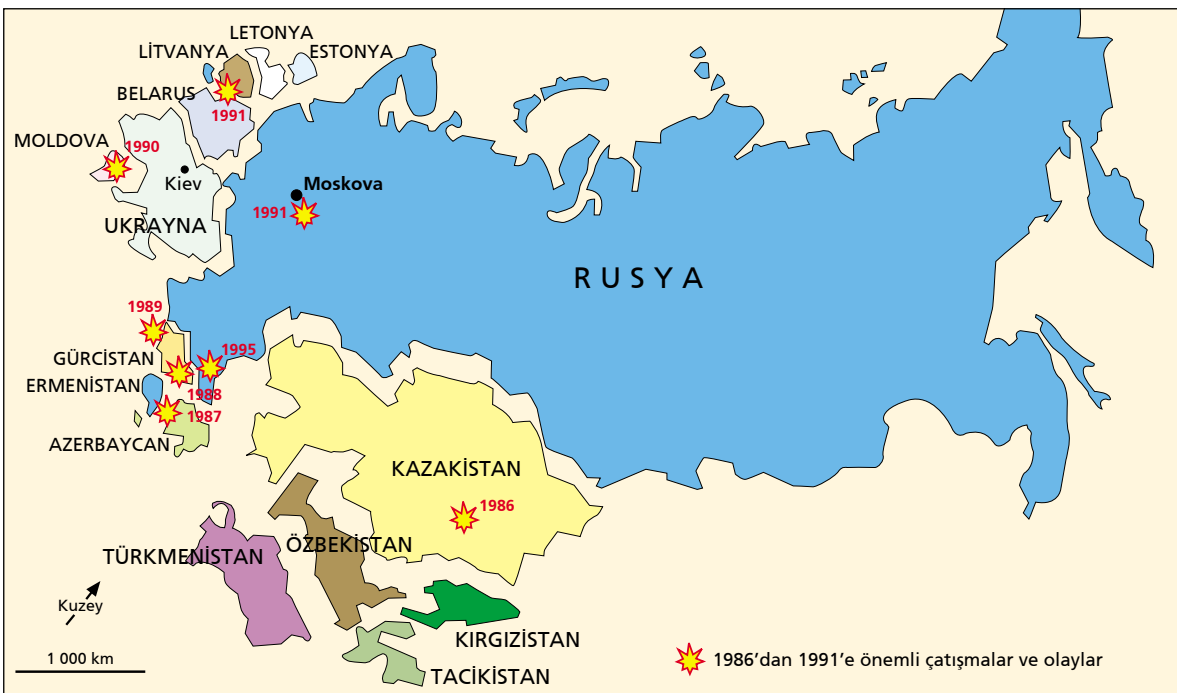 LETONYA
LİTVANYA
ESTONYA
BELARUS
1991
MOLDOVA
1990
Kiev
Moskova
1991
UKRAYNA
RUSYA
1989
GÜRCİSTAN
1995
ERMENİSTAN
1988
1987
AZERBAYCAN
KAZAKİSTAN
1986
ÖZBEKİSTAN
TÜRKMENİSTAN
Kuzey
KIRGIZİSTAN
1 000 km
1986'dan 1991'e önemli çatışmalar ve olaylar
TACİKİSTAN